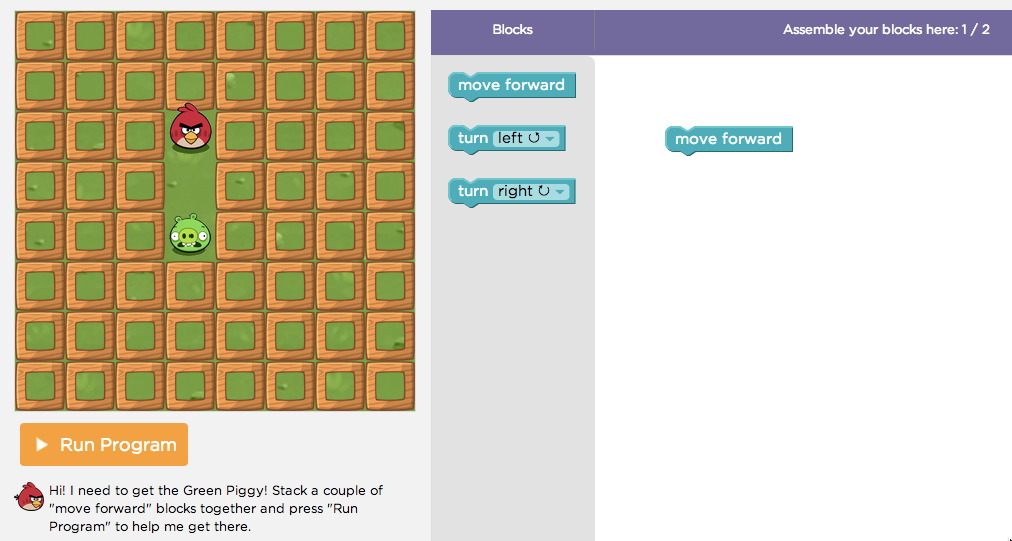 Blocks
Assemble your blocks here: 1 / 2
move forward
turn left ↺
turn right ↻
move forward
Run Program
Hi! I need to get the Green Piggy! Stack a couple of
"move forward" blocks together and press "Run
Program" to help me get there.